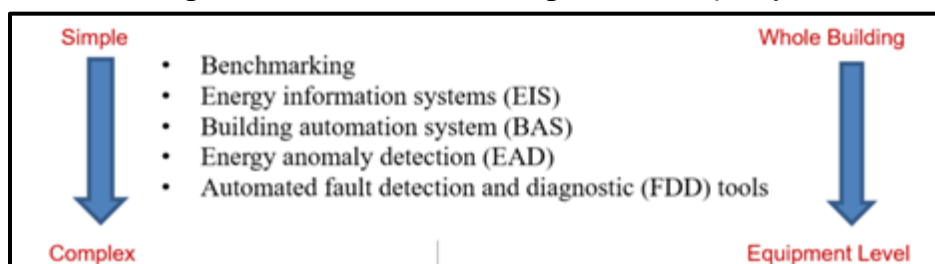 Simple
Whole Building
• Benchmarking
• Energy information systems (EIS)
• Building automation system (BAS)
• Energy anomaly detection (EAD)
• Automated fault detection and diagnostic (FDD) tools
Complex
Equipment Level